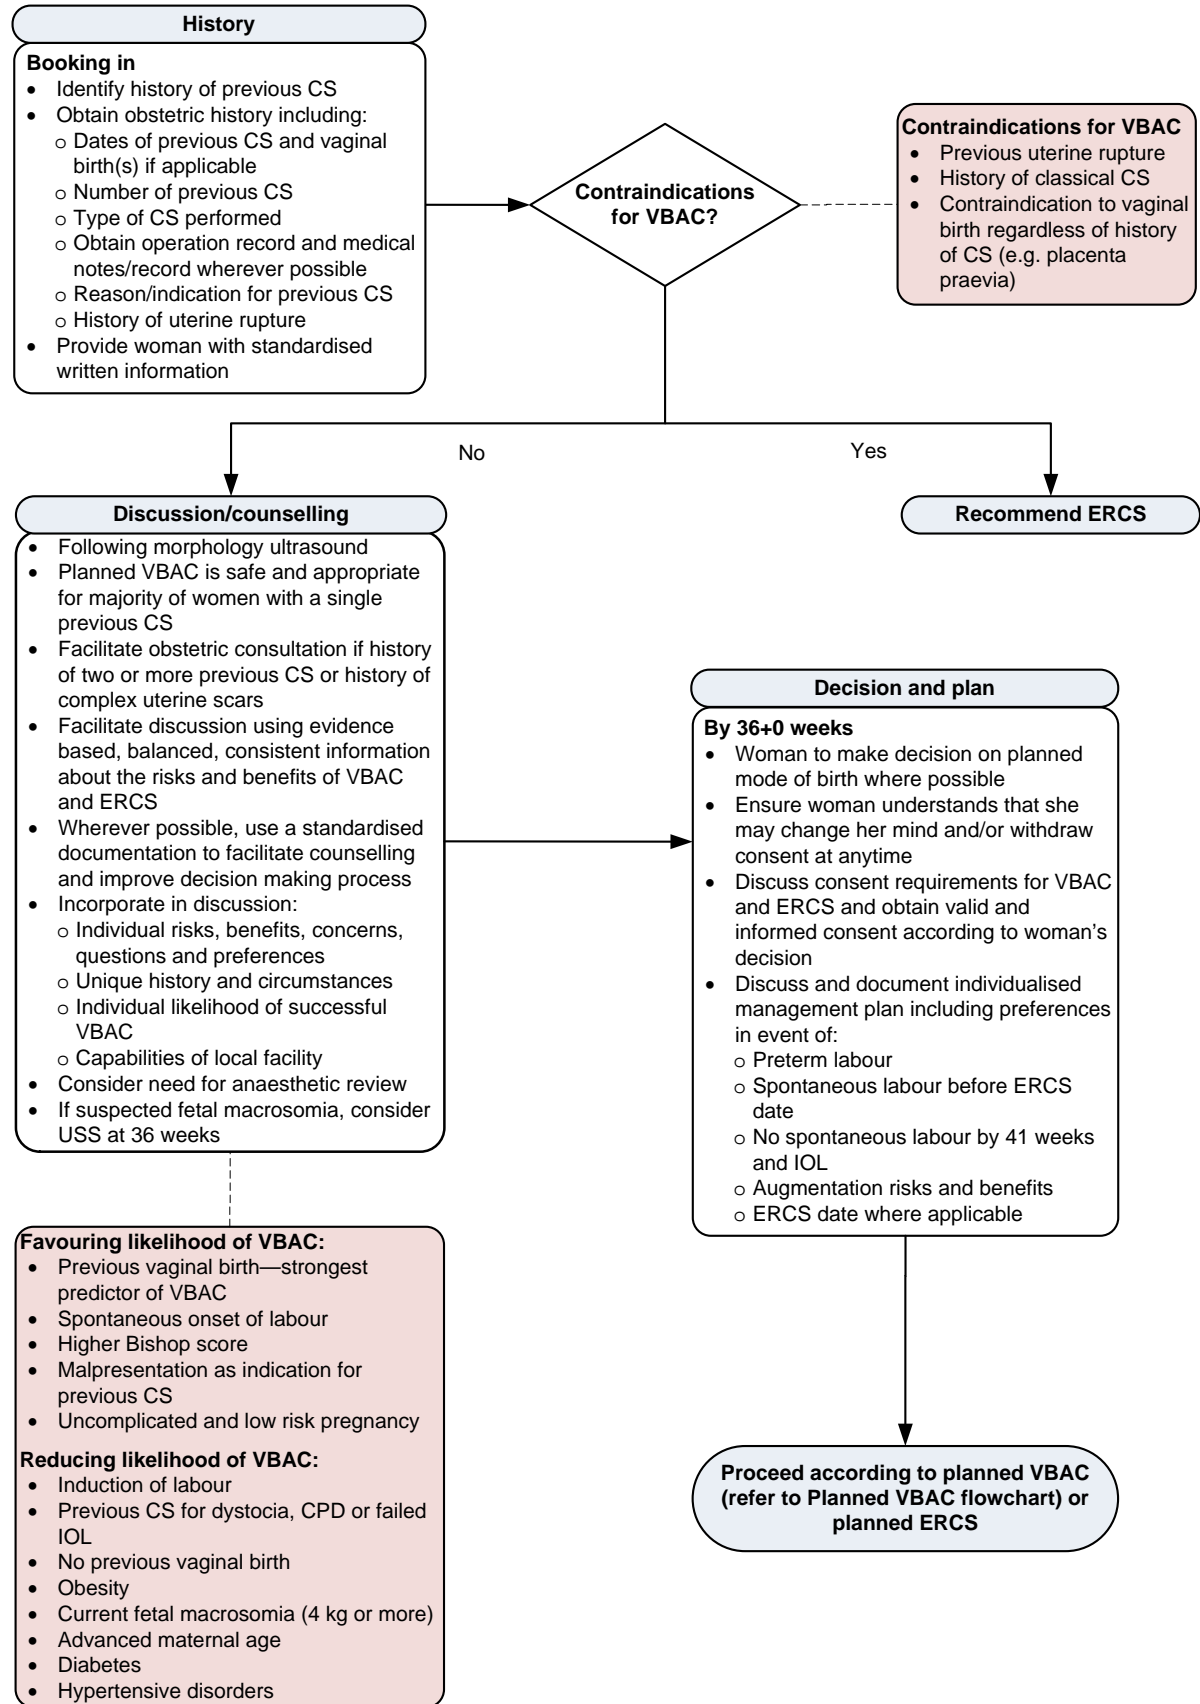 History
Booking in
• Identify history of previous CS
• Obtain obstetric history including:
o Dates of previous CS and vaginal
birth(s) if applicable
o Number of previous CS
o Type of CS performed
o Obtain operation record and medical
notes/record wherever possible
o Reason/indication for previous CS
o History of uterine rupture
• Provide woman with standardised
written information
Contraindications
for VBAC?
Contraindications for VBAC
• Previous uterine rupture
• History of classical CS
• Contraindication to vaginal
birth regardless of history
of CS (e.g. placenta
praevia)
No
Yes
Discussion/counselling
• Following morphology ultrasound
• Planned VBAC is safe and appropriate
for majority of women with a single
previous CS
• Facilitate obstetric consultation if history
of two or more previous CS or history of
complex uterine scars
• Facilitate discussion using evidence
based, balanced, consistent information
about the risks and benefits of VBAC
and ERCS
• Wherever possible, use a standardised
documentation to facilitate counselling
and improve decision making process
• Incorporate in discussion:
o Individual risks, benefits, concerns,
questions and preferences
o Unique history and circumstances
o Individual likelihood of successful
VBAC
o Capabilities of local facility
• Consider need for anaesthetic review
• If suspected fetal macrosomia, consider
USS at 36 weeks
Recommend ERCS
Decision and plan
By 36+0 weeks
• Woman to make decision on planned
mode of birth where possible
• Ensure woman understands that she
may change her mind and/or withdraw
consent at anytime
• Discuss consent requirements for VBAC
and ERCS and obtain valid and
informed consent according to woman's
decision
• Discuss and document individualised
management plan including preferences
in event of:
o Preterm labour
o Spontaneous labour before ERCS
date
o No spontaneous labour by 41 weeks
and IOL
o Augmentation risks and benefits
o ERCS date where applicable
Favouring likelihood of VBAC:
• Previous vaginal birth—strongest
predictor of VBAC
• Spontaneous onset of labour
• Higher Bishop score
• Malpresentation as indication for
previous CS
• Uncomplicated and low risk pregnancy
Reducing likelihood of VBAC:
• Induction of labour
• Previous CS for dystocia, CPD or failed
IOL
• No previous vaginal birth
• Obesity
• Current fetal macrosomia (4 kg or more)
• Advanced maternal age
• Diabetes
• Hypertensive disorders
Proceed according to planned VBAC
(refer to Planned VBAC flowchart) or
planned ERCS